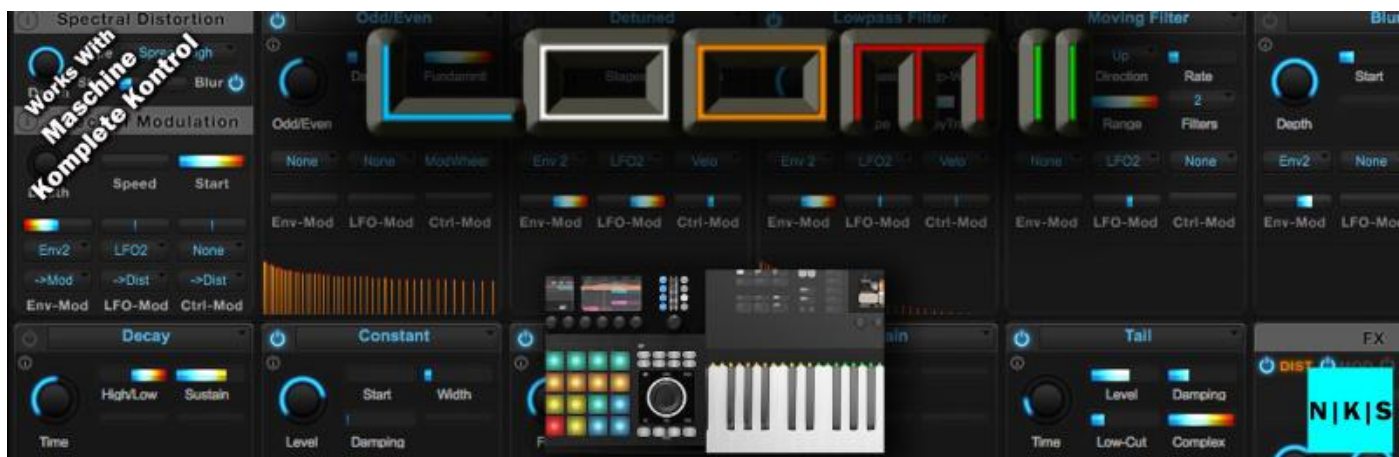 Spectral Distortion
Works With
Maschine
Komplete Kontrol
Blur
Modulation
Speed
Start
Env2
LFO2
None
->Mod
->Dist
->Dist
Env-Mod
LFO-Mod
Ctrl-Mod
Odd/Even
Detuned
Lowpass Filter
Moving Filter
Loom II
Odd/Even
Fundamnt
Stages
Up
Direction
Rate
Range
2
Filters
Start
Depth
None
None
ModWheel
Env 2
LFO2
Velo
Env 2
LFO2
Velo
None
LFO2
None
Env2
None
Env-Mod
LFO-Mod
Ctrl-Mod
Env-Mod
LFO-Mod
Ctrl-Mod
Env-Mod
LFO-Mod
Ctrl-Mod
Env-Mod
LFO-Mod
Ctrl-Mod
Env-Mod
Decay
Constant
Tail
FX
High/Low
Sustain
Time
Start
Width
Level
Damping
Level
Damping
Time
Low-Cut
Complex
DIST
N|K|S